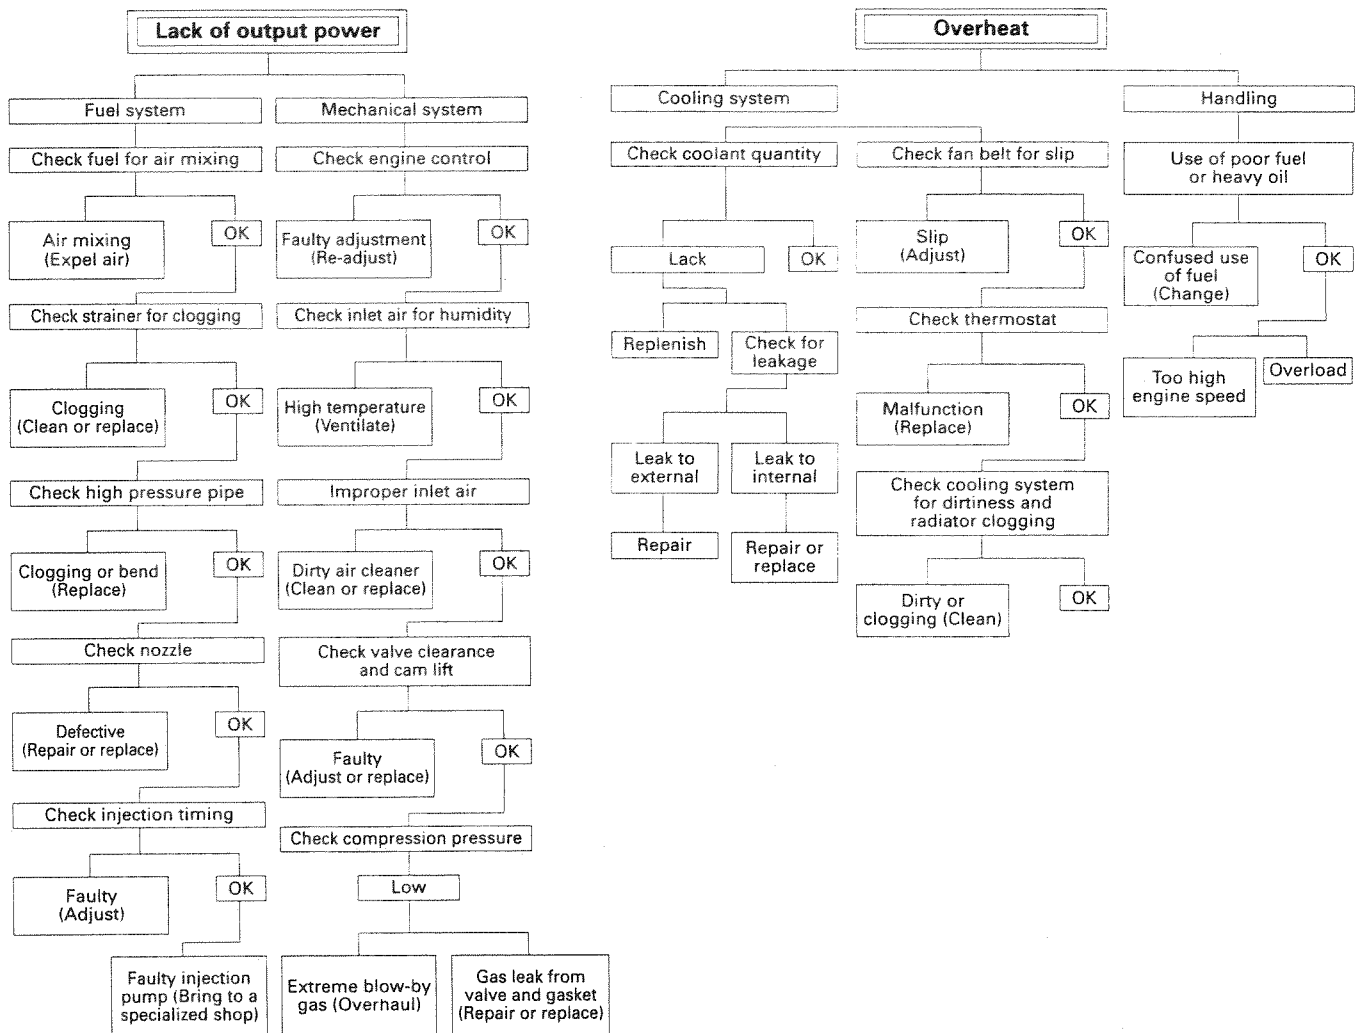 Lack of output power
Fuel system
Check fuel for air mixing
Air mixing
(Expel air)
OK
Check strainer for clogging
Clogging
(Clean or replace)
OK
Check high pressure pipe
Clogging or bend
(Replace)
OK
Check nozzle
Defective
(Repair or replace)
OK
Check injection timing
Faulty
(Adjust)
OK
Faulty injection
pump (Bring to a
specialized shop)
Mechanical system
Check engine control
Faulty adjustment
(Re-adjust)
OK
Check inlet air for humidity
High temperature
(Ventilate)
OK
Improper inlet air
Dirty air cleaner
(Clean or replace)
OK
Check valve clearance
and cam lift
Faulty
(Adjust or replace)
OK
Check compression pressure
Low
Extreme blow-by
gas (Overhaul)
Gas leak from
valve and gasket
(Repair or replace)
Overheat
Cooling system
Check coolant quantity
Lack
OK
Replenish
Check for
leakage
Leak to
external
Leak to
internal
Repair
Repair or
replace
Check fan belt for slip
Slip
(Adjust)
OK
Check thermostat
Malfunction
(Replace)
OK
Check cooling system
for dirtiness and
radiator clogging
Dirty or
clogging (Clean)
OK
Handling
Use of poor fuel
or heavy oil
Confused use
of fuel
(Change)
OK
Too high
engine speed
Overload